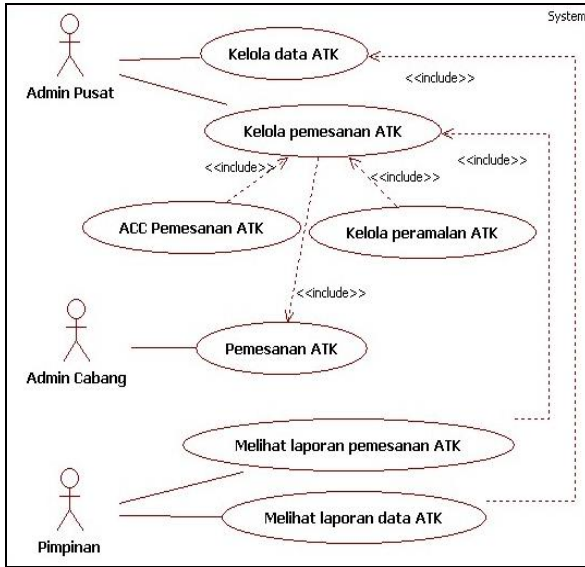 System
Kelola data ATK
<<include>>
Admin Pusat
Kelola pemesanan ATK
<<include>>
<<include>>
<<include>>
ACC Pemesanan ATK
Kelola peramalan ATK
<<include>>
Pemesanan ATK
Admin Cabang
Melihat laporan pemesanan ATK
Melihat laporan data ATK
Pimpinan